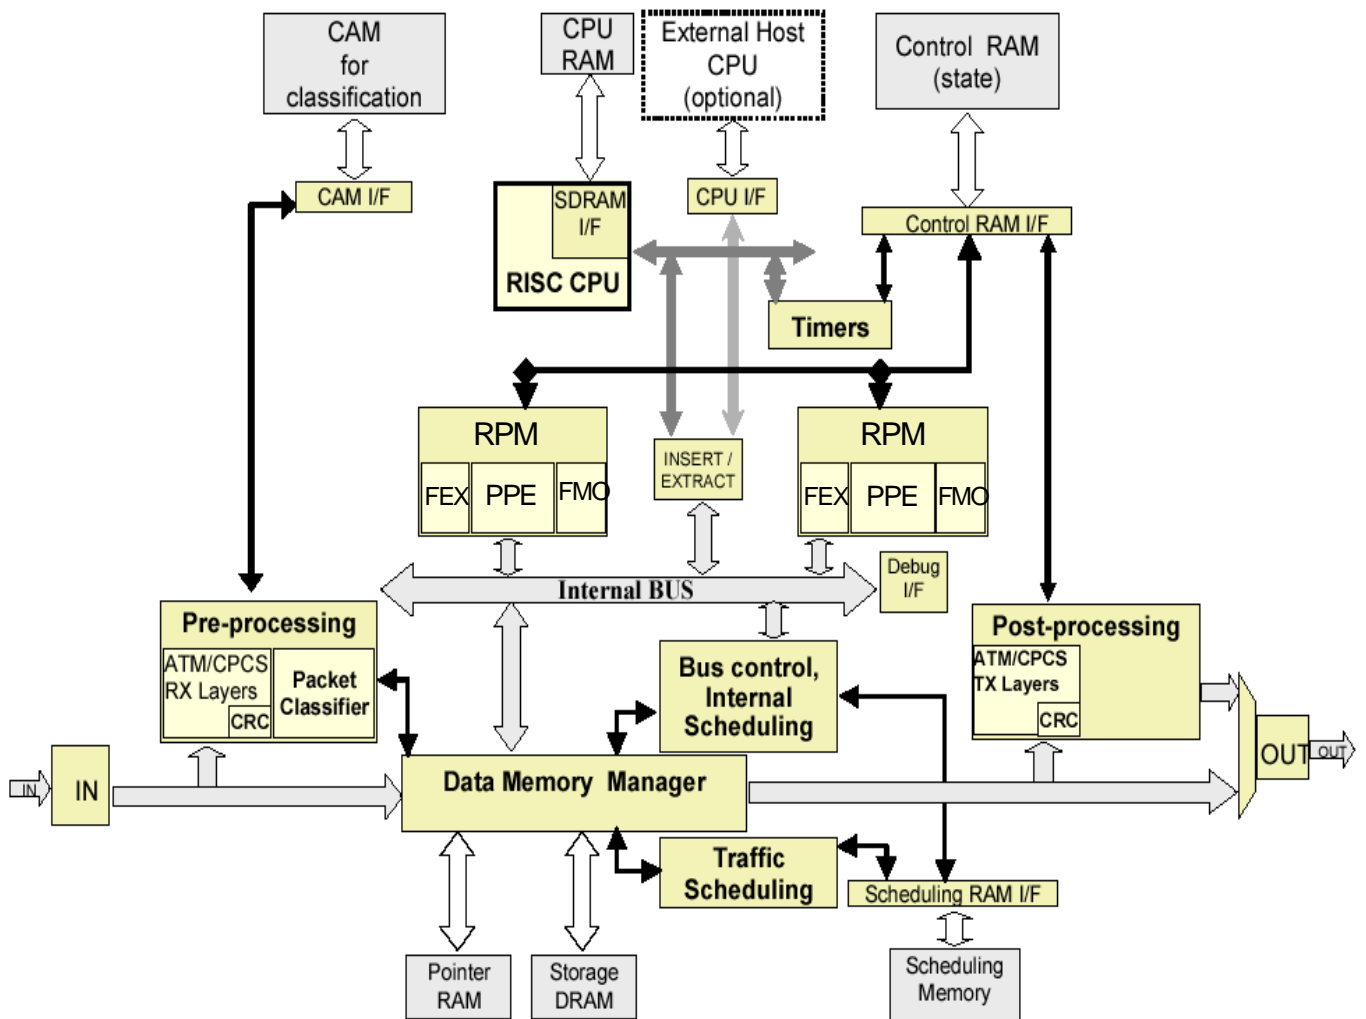 CAM
for
classification
CPU
RAM
External Host
CPU
(optional)
Control RAM
(state)
CAM I/F
SDRAM
I/F
RISC CPU
CPU I/F
Control RAM I/F
Timers
RPM
FEX
PPE
FMO
INSERT /
EXTRACT
RPM
FEX
PPE
FMO
Internal BUS
Debug
I/F
Pre-processing
ATM/CPCS
RX Layers
CRC
Packet
Classifier
Bus control,
Internal
Scheduling
Post-processing
ATM/CPCS
TX Layers
CRC
IN
IN
Data Memory Manager
OUT
OUT
Traffic
Scheduling
Scheduling RAM I/F
Pointer
RAM
Storage
DRAM
Scheduling
Memory